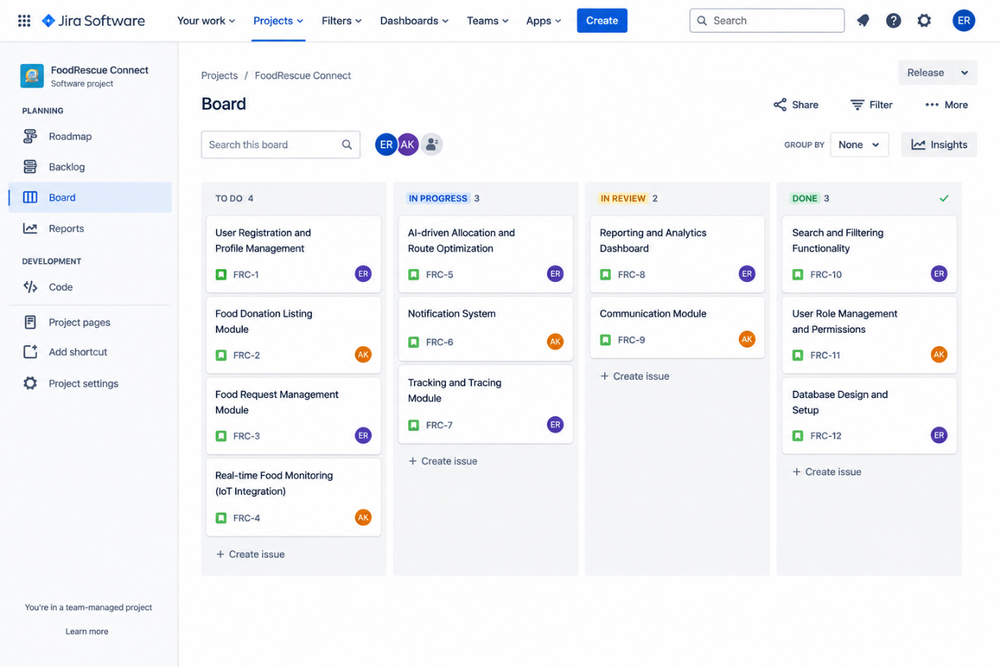 Jira Software
Your work
Projects
Filters
Dashboards
Teams
Apps
Create
Search
?
ER
FoodRescue Connect
Software project
PLANNING
Roadmap
Backlog
Board
Reports
DEVELOPMENT
Code
Project pages
Add shortcut
Project settings
You're in a team-managed project
Learn more
Projects / FoodRescue Connect
Release
Board
Share
Filter
More
Search this board
ER
AK
GROUP BY
None
Insights
TO DO 4
User Registration and
Profile Management
FRC-1
ER
Food Donation Listing
Module
FRC-2
AK
Food Request Management
Module
FRC-3
ER
Real-time Food Monitoring
(IoT Integration)
FRC-4
AK
+ Create issue
IN PROGRESS 3
AI-driven Allocation and
Route Optimization
FRC-5
ER
Notification System
FRC-6
AK
Tracking and Tracing
Module
FRC-7
ER
+ Create issue
IN REVIEW 2
Reporting and Analytics
Dashboard
FRC-8
ER
Communication Module
FRC-9
AK
+ Create issue
DONE 3
Search and Filltering
Functionality
FRC-10
ER
User Role Management
and Permissions
FRC-11
AK
Database Design and
Setup
FRC-12
ER
+ Create issue